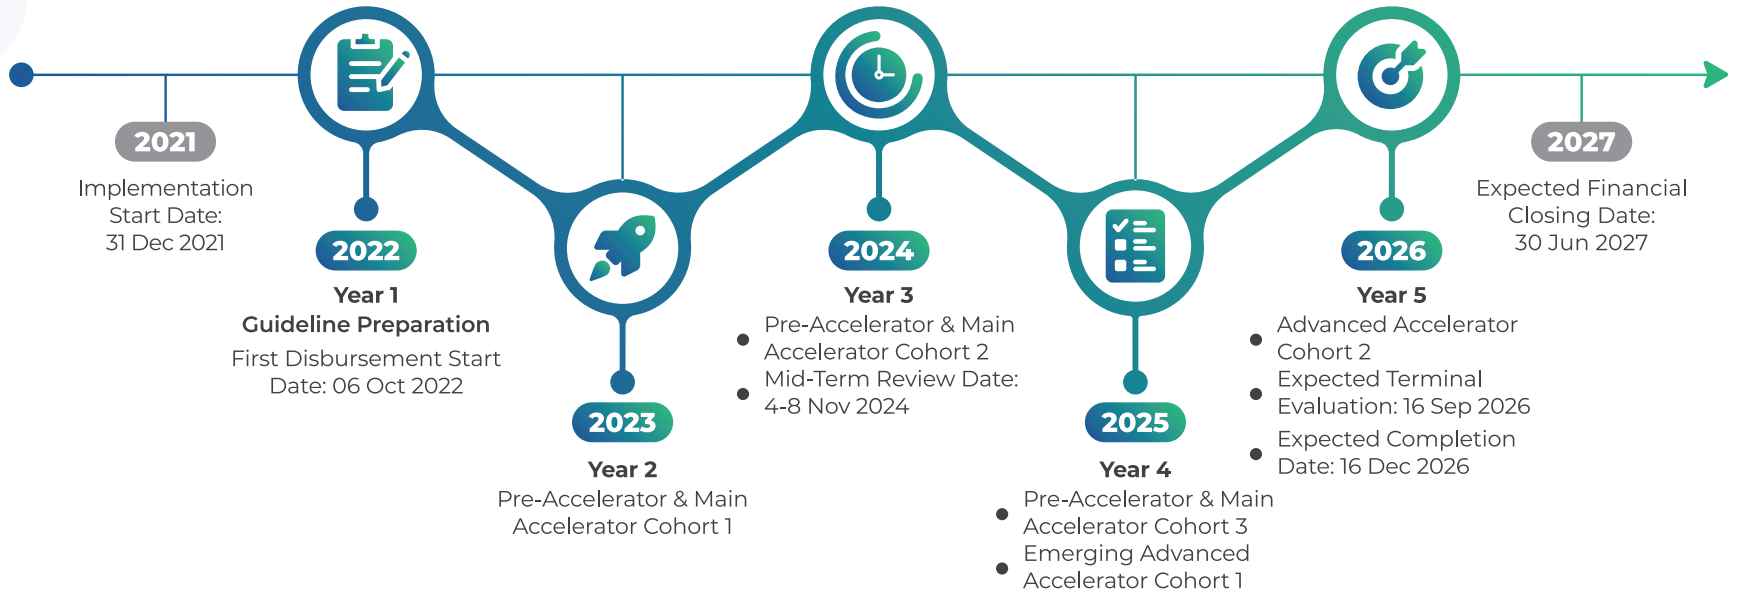 2021
Implementation
Start Date:
31 Dec 2021
2022
Year 1
Guideline Preparation
First Disbursement Start
Date: 06 Oct 2022
2023
Year 2
Pre-Accelerator & Main
Accelerator Cohort 1
2024
Year 3
Pre-Accelerator & Main
Accelerator Cohort 2
Mid-Term Review Date:
4-8 Nov 2024
2025
Year 4
Pre-Accelerator & Main
Accelerator Cohort 3
Emerging Advanced
Accelerator Cohort 1
2026
Year 5
Advanced Accelerator
Cohort 2
Expected Terminal
Evaluation: 16 Sep 2026
Expected Completion
Date: 16 Dec 2026
2027
Expected Financial
Closing Date:
30 Jun 2027